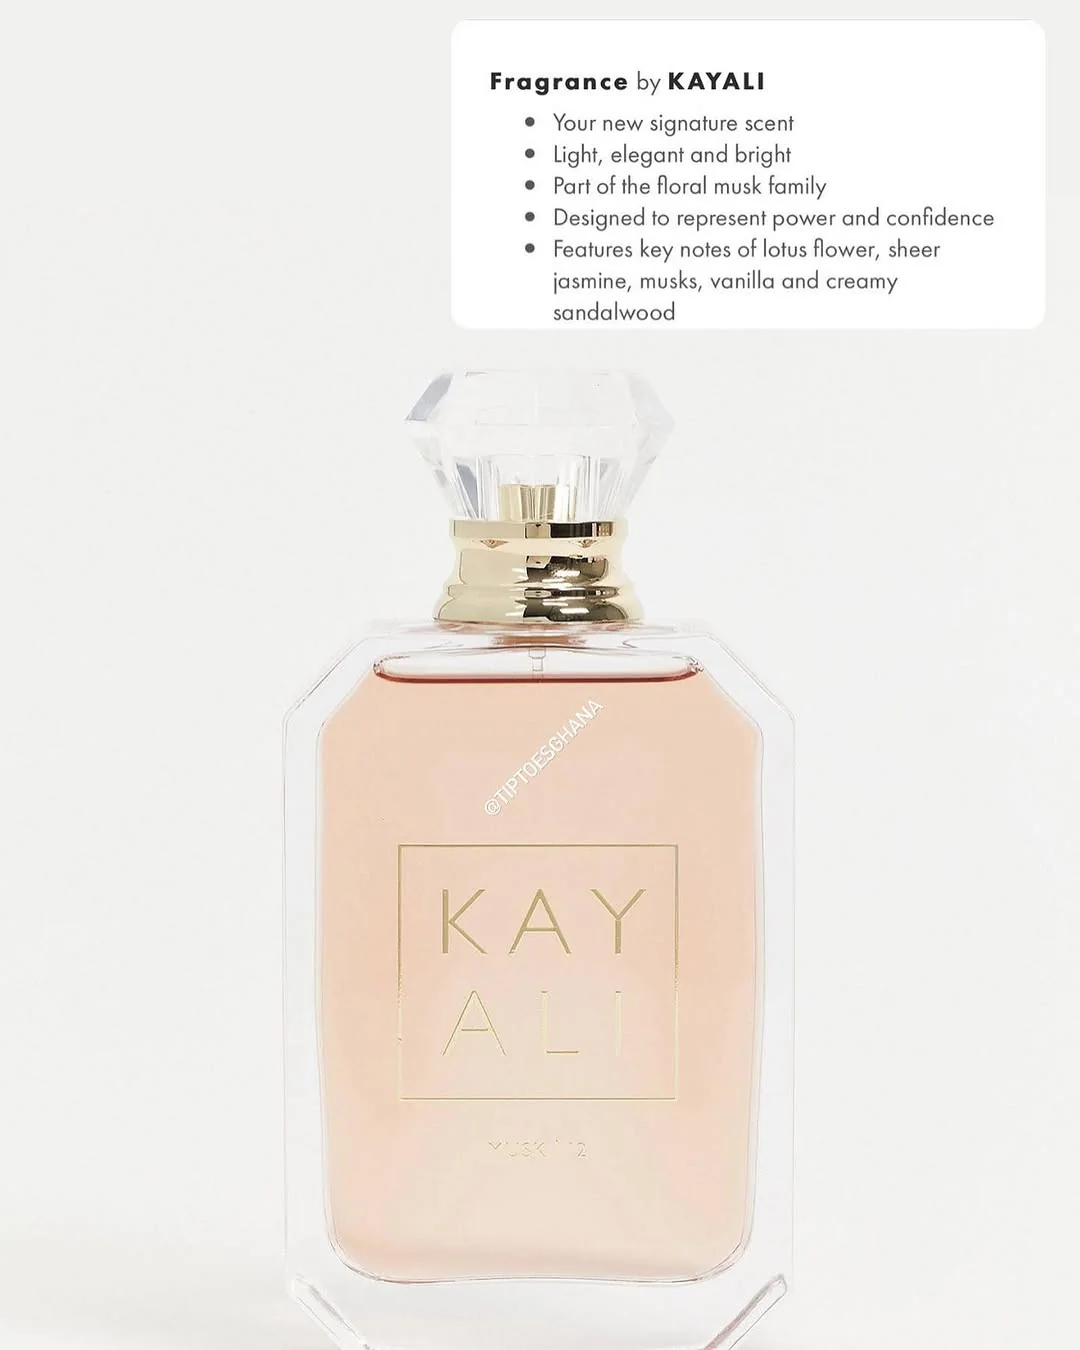 Fragrance by KAYALI
• Your new signature scent
• Light, elegant and bright
• Part of the floral musk family
• Designed to represent power and confidence
• Features key notes of lotus flower, sheer
jasmine, musks, vanilla and creamy
sandalwood
@TIPTOESGHANA
KAY
ALI
MUSK | 12